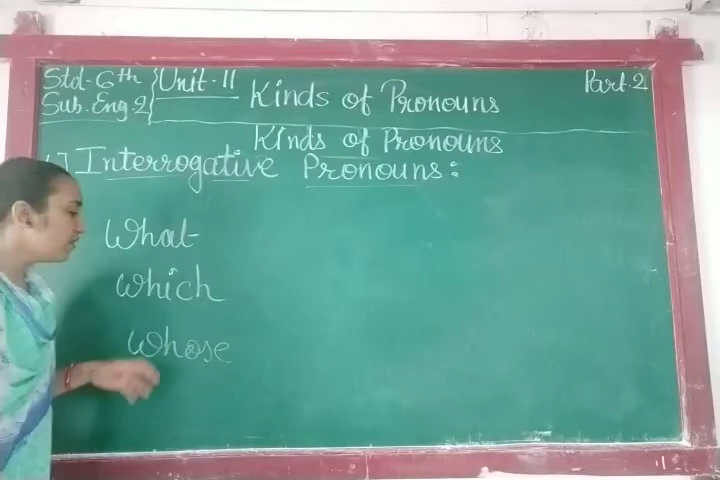 Std-6th { Unit-11 Kinds of Pronouns Part.2
Sub.Eng.2
Kinds of Pronouns
Interrogative Pronouns:
What
Which
Whose